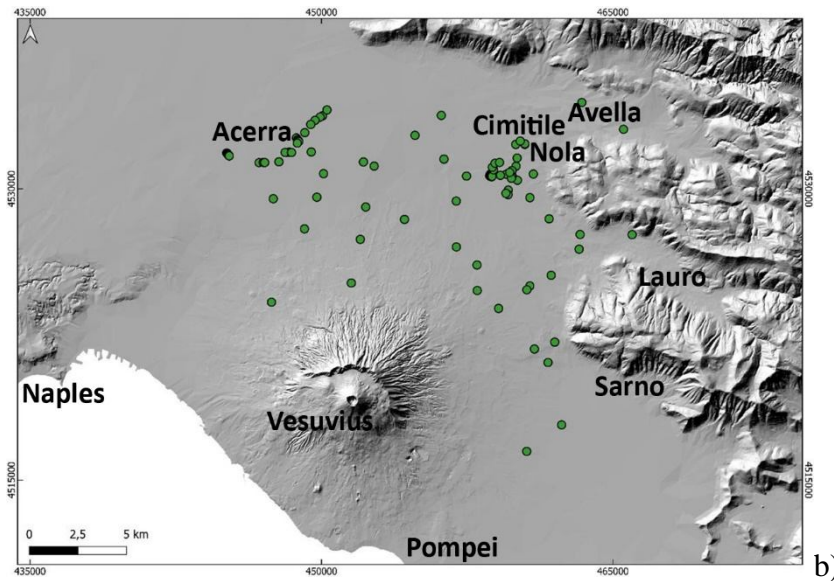 435000 450000 465000
Avella
Acerra
Cimitile
Nola
4530000 4530000
Lauro
Naples
Sarno
Vesuvius
4515000 4515000
0 2,5 5 km
Pompei
435000 450000 465000
b)